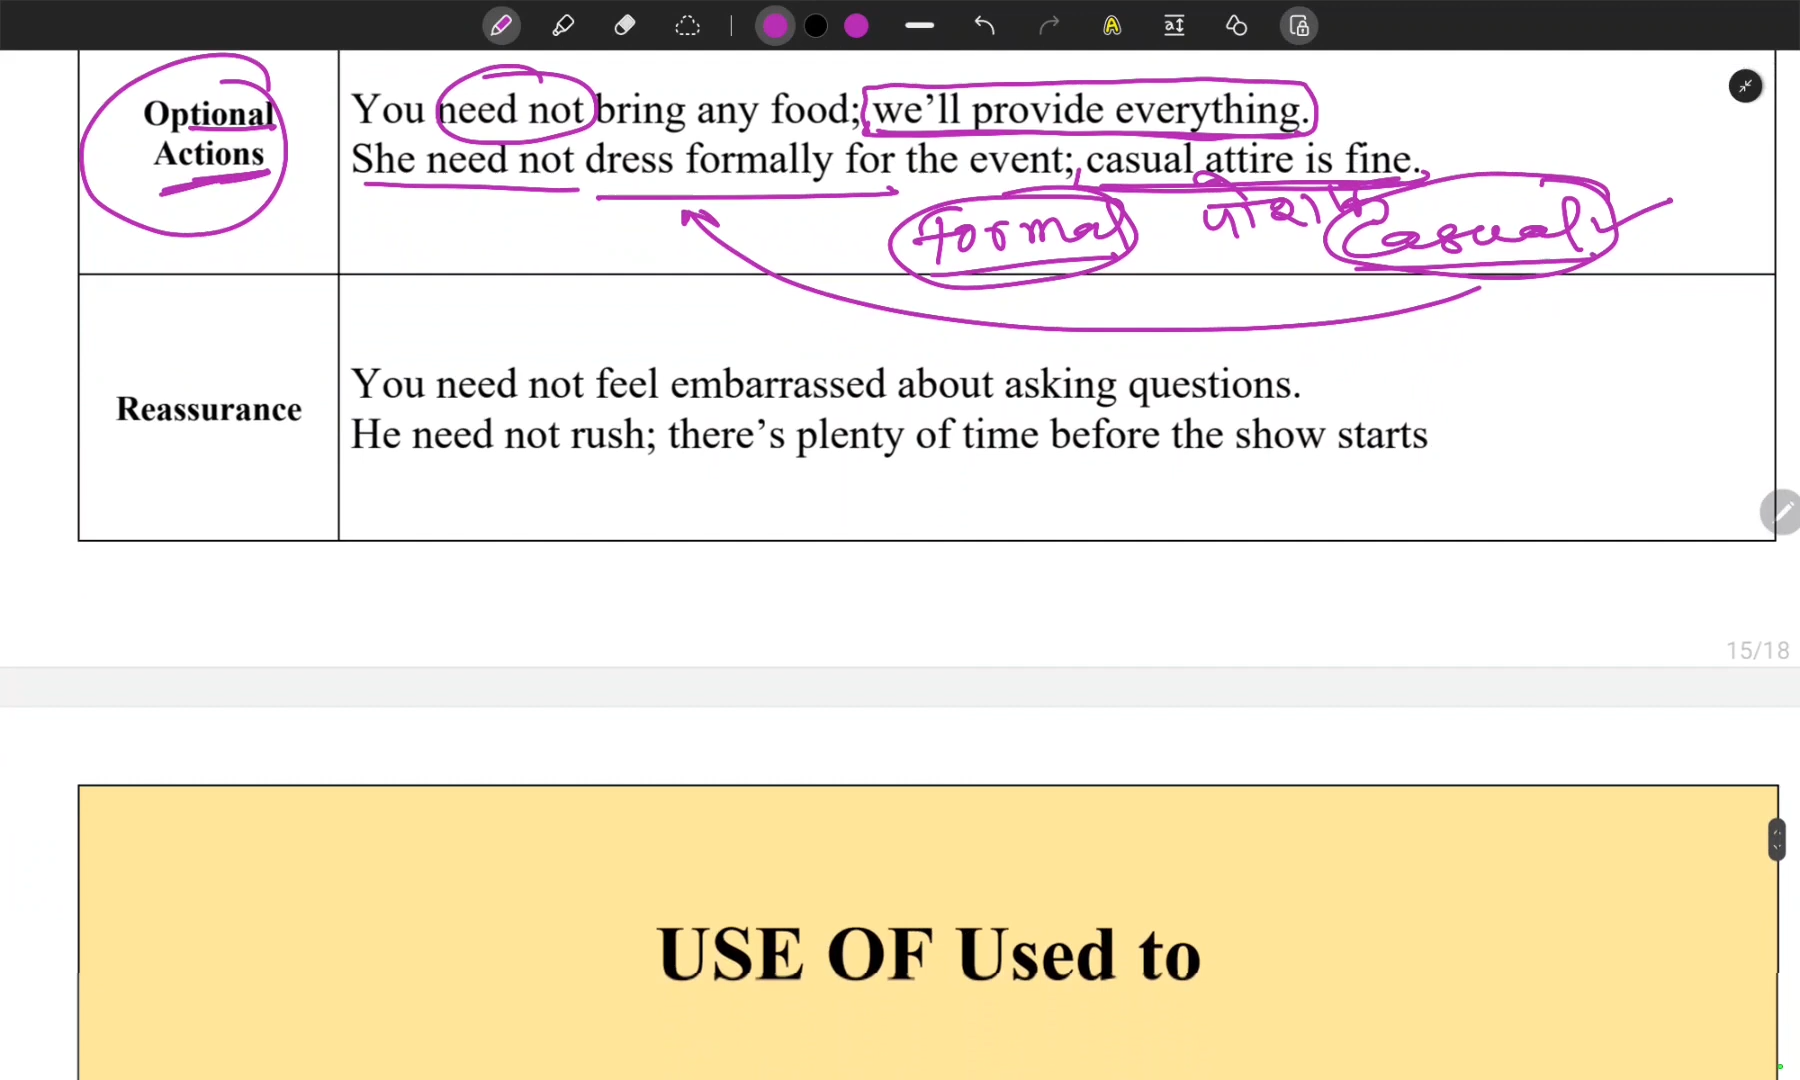 Optional
Actions
You need not bring any food; we’ll provide everything.
She need not dress formally for the event; casual attire is fine.
formal पोशाक Casual
Reassurance
You need not feel embarrassed about asking questions.
He need not rush; there’s plenty of time before the show starts
15/18
USE OF Used to